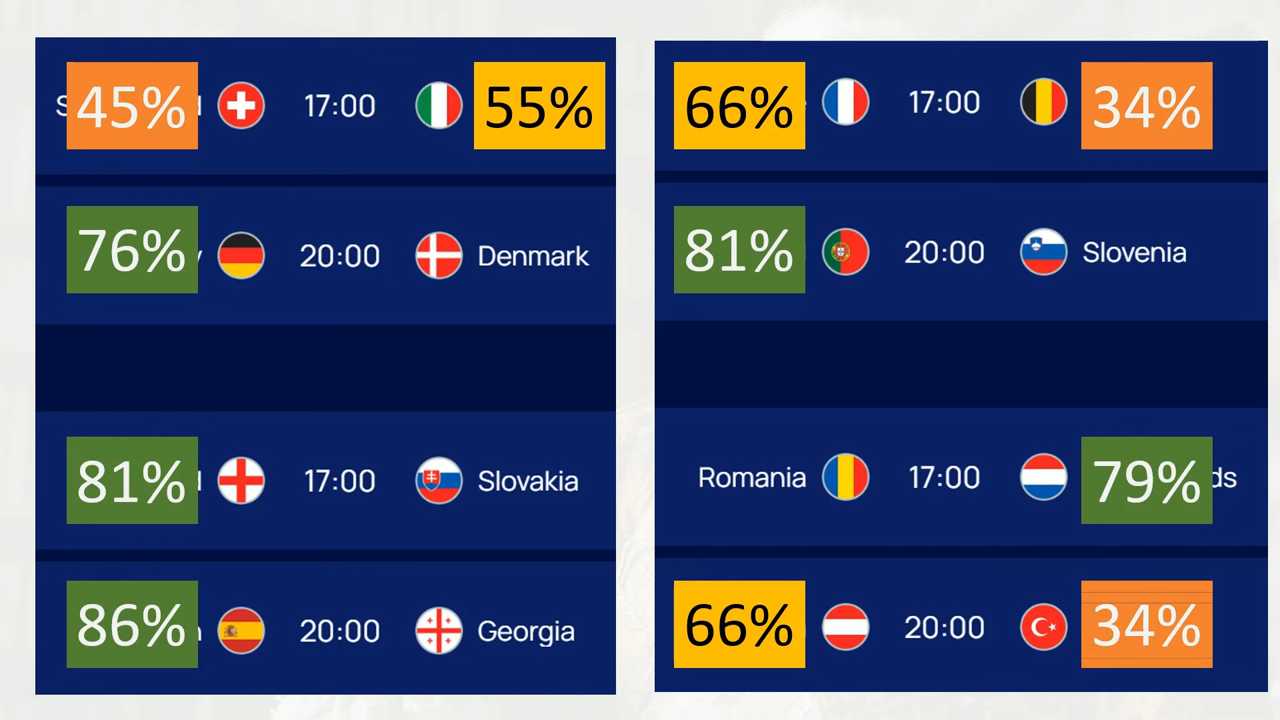 45% 17:00 55%
76% 20:00 Denmark
81% 17:00 Slovakia
86% 20:00 Georgia
66% 17:00 34%
81% 20:00 Slovenia
Romania 17:00 79%
66% 20:00 34%